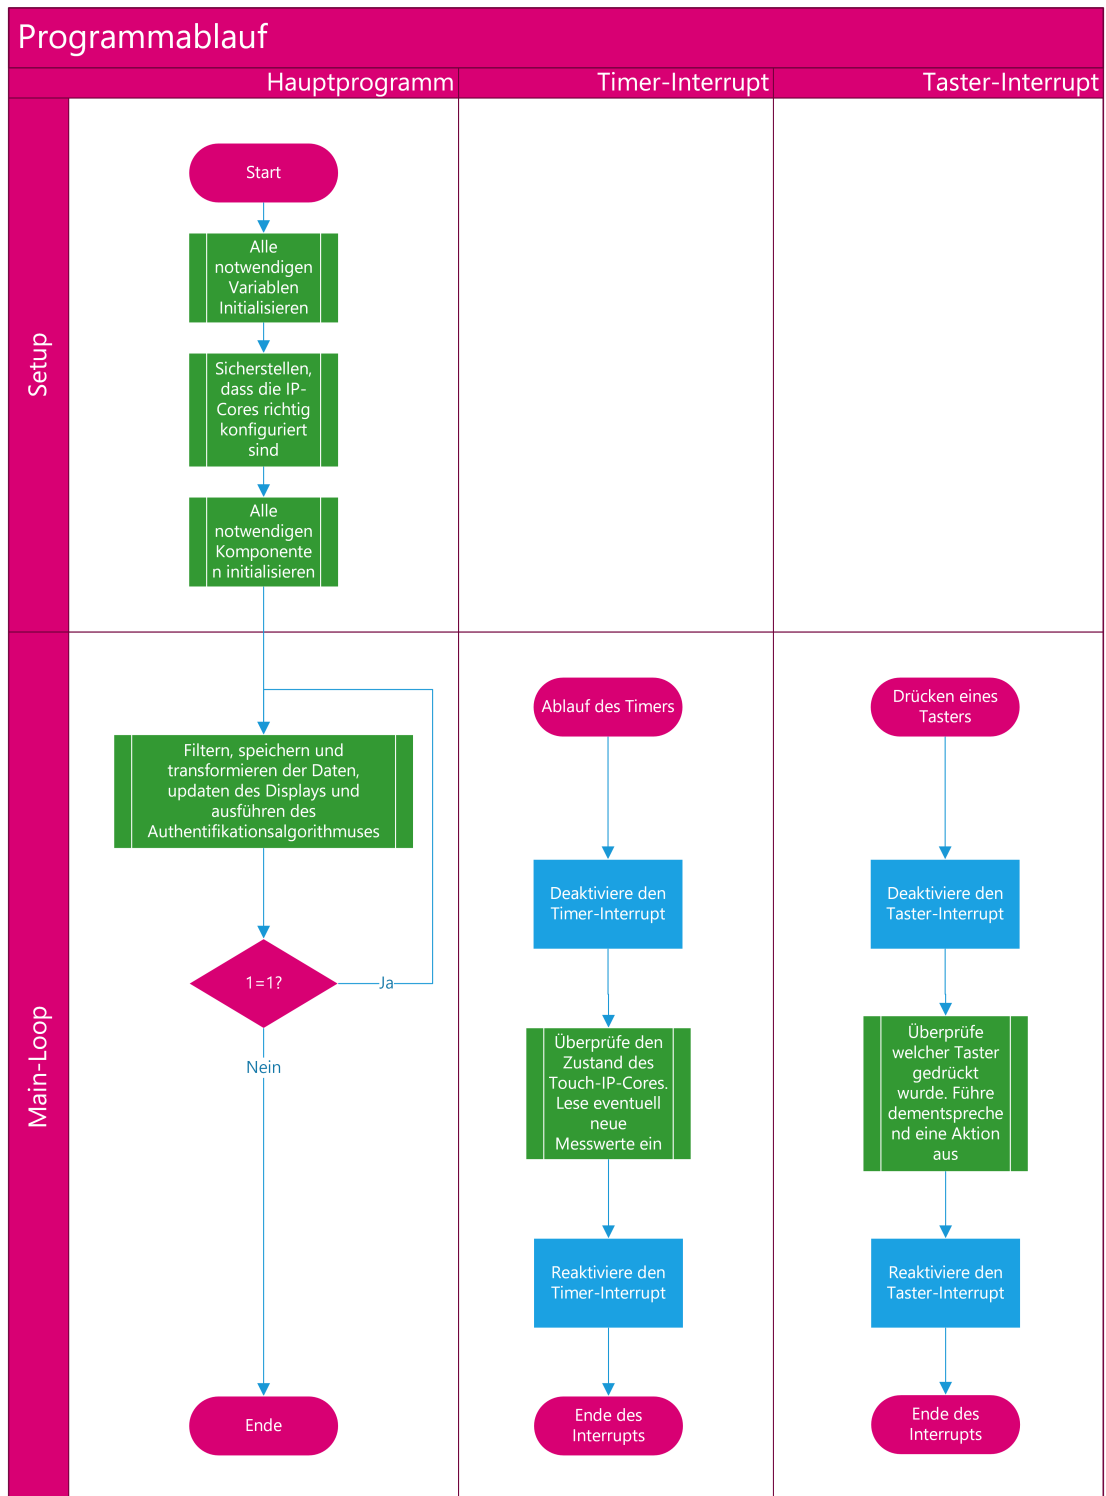 Programmablauf
Hauptprogramm
Timer-Interrupt
Taster-Interrupt
Setup
Start
Alle
notwendigen
Variablen
Initialisieren
Sicherstellen,
dass die IP-
Cores richtig
konfiguriert
sind
Alle
notwendigen
Komponente
n initialisieren
Main-Loop
Filtern, speichern und
transformieren der Daten,
updaten des Displays und
ausführen des
Authentifikationsalgorithmuses
1=1?
Ja
Nein
Ende
Ablauf des Timers
Deaktiviere den
Timer-Interrupt
Überprüfe den
Zustand des
Touch-IP-Cores.
Lese eventuell
neue
Messwerte ein
Reaktiviere den
Timer-Interrupt
Ende des
Interrupts
Drücken eines
Tasters
Deaktiviere den
Taster-Interrupt
Überprüfe
welcher Taster
gedrückt
wurde. Führe
dementspreche
nd eine Aktion
aus
Reaktiviere den
Taster-Interrupt
Ende des
Interrupts